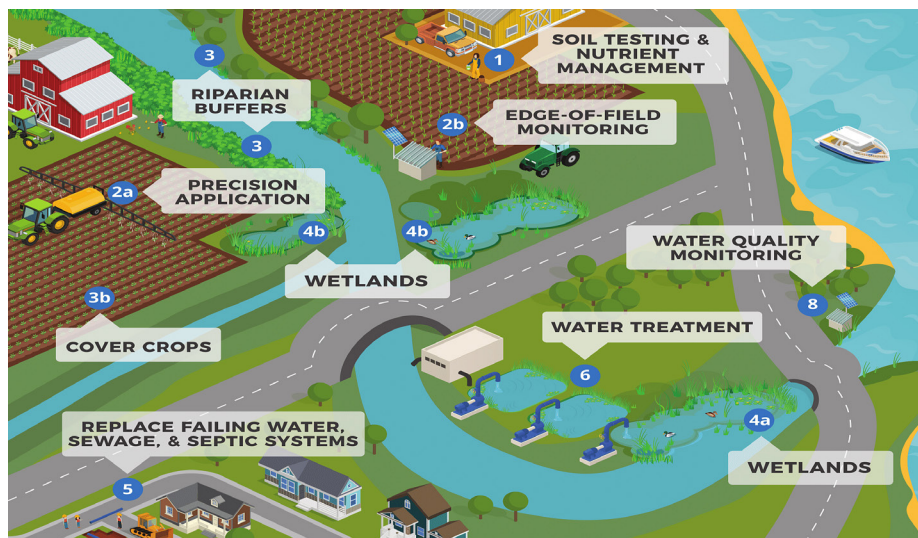 1
SOIL TESTING &
NUTRIENT
MANAGEMENT
3
RIPARIAN
BUFFERS
3
2b
EDGE-OF-FIELD
MONITORING
2a
PRECISION
APPLICATION
4b
4b
WETLANDS
WATER QUALITY
MONITORING
8
3b
COVER CROPS
WATER TREATMENT
6
4a
WETLANDS
REPLACE FAILING WATER,
SEWAGE, & SEPTIC SYSTEMS
5